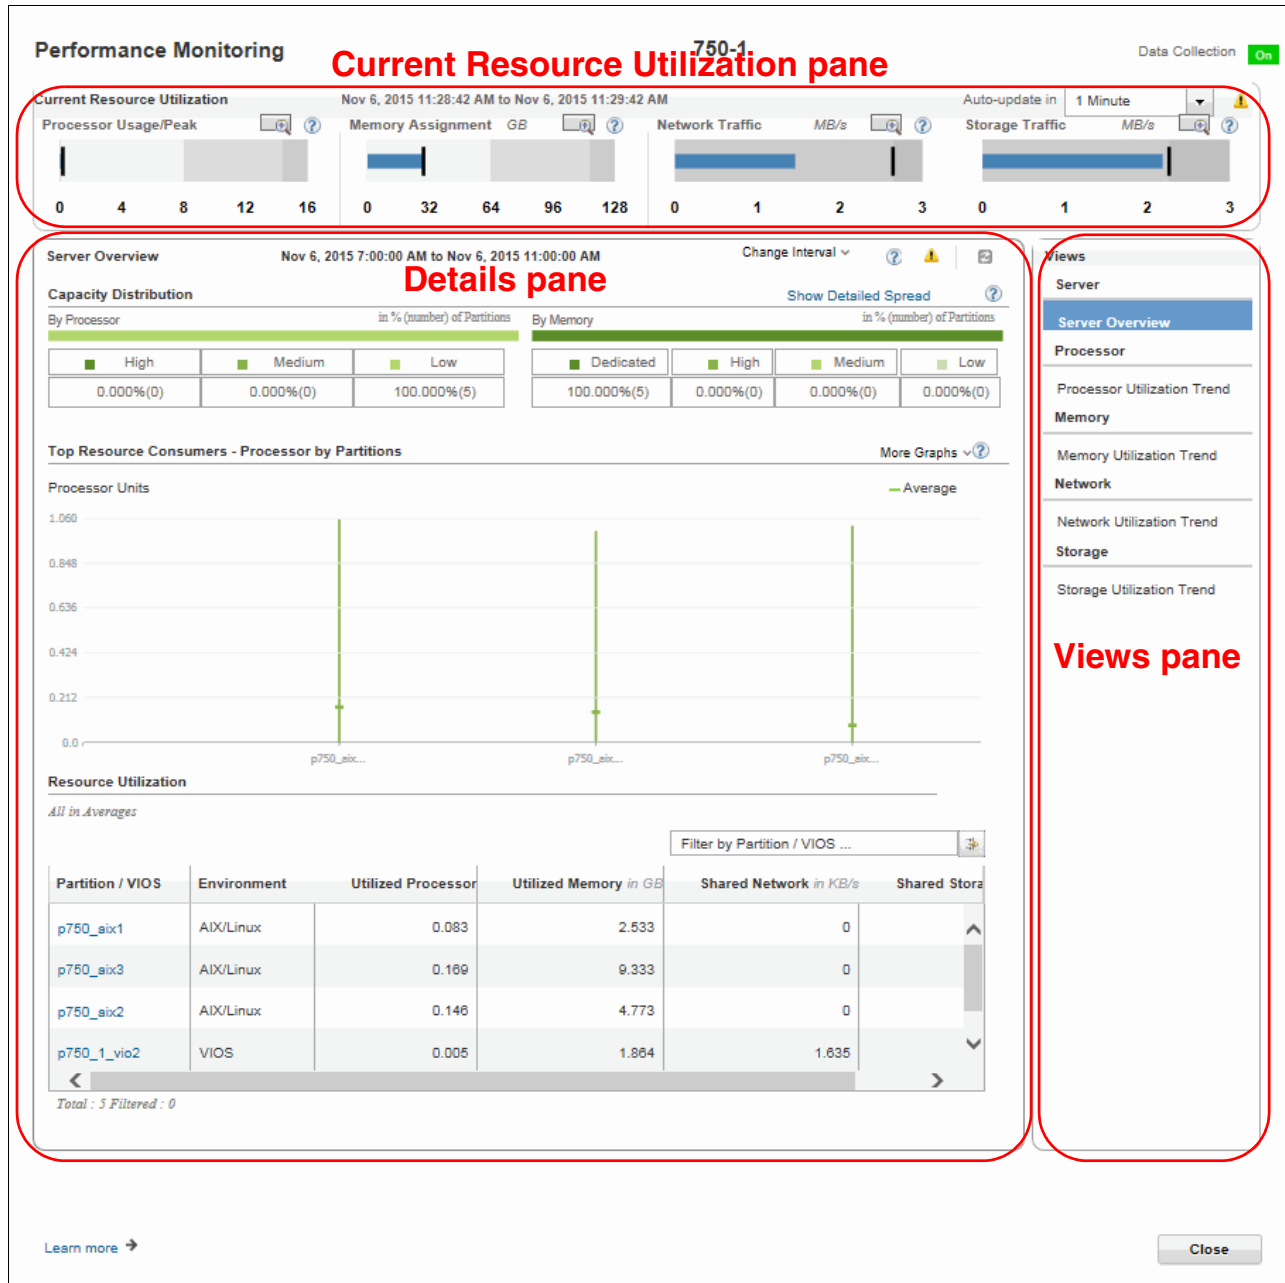 Performance Monitoring
750-1
Data Collection On
Current Resource Utilization pane
Current Resource Utilization
Nov 6, 2015 11:28:42 AM to Nov 6, 2015 11:29:42 AM
Auto-update in 1 Minute
Processor Usage/Peak
Memory Assignment GB
Network Traffic MB/s
Storage Traffic MB/s
0 4 8 12 16
0 32 64 96 128
0 1 2 3
0 1 2 3
Server Overview
Nov 6, 2015 7:00:00 AM to Nov 6, 2015 11:00:00 AM
Change Interval
Details pane
Capacity Distribution
Show Detailed Spread
By Processor in % (number) of Partitions
By Memory in % (number) of Partitions
High Medium Low
Dedicated High Medium Low
0.000%(0) 0.000%(0) 100.000%(5)
100.000%(5) 0.000%(0) 0.000%(0) 0.000%(0)
Top Resource Consumers - Processor by Partitions
More Graphs
Processor Units
Average
1.060
0.848
0.636
0.424
0.212
0.0
p750_aix... p750_aix... p750_aix...
Resource Utilization
All in Averages
Filter by Partition / VIOS ...
Partition / VIOS Environment Utilized Processor Utilized Memory in GB Shared Network in KB/s Shared Stora
p750_aix1 AIX/Linux 0.083 2.533 0
p750_aix3 AIX/Linux 0.169 9.333 0
p750_aix2 AIX/Linux 0.146 4.773 0
p750_1_vio2 VIOS 0.005 1.864 1.635
Total : 5 Filtered : 0
Views
Server
Server Overview
Processor
Processor Utilization Trend
Memory
Memory Utilization Trend
Network
Network Utilization Trend
Storage
Storage Utilization Trend
Views pane
Learn more
Close